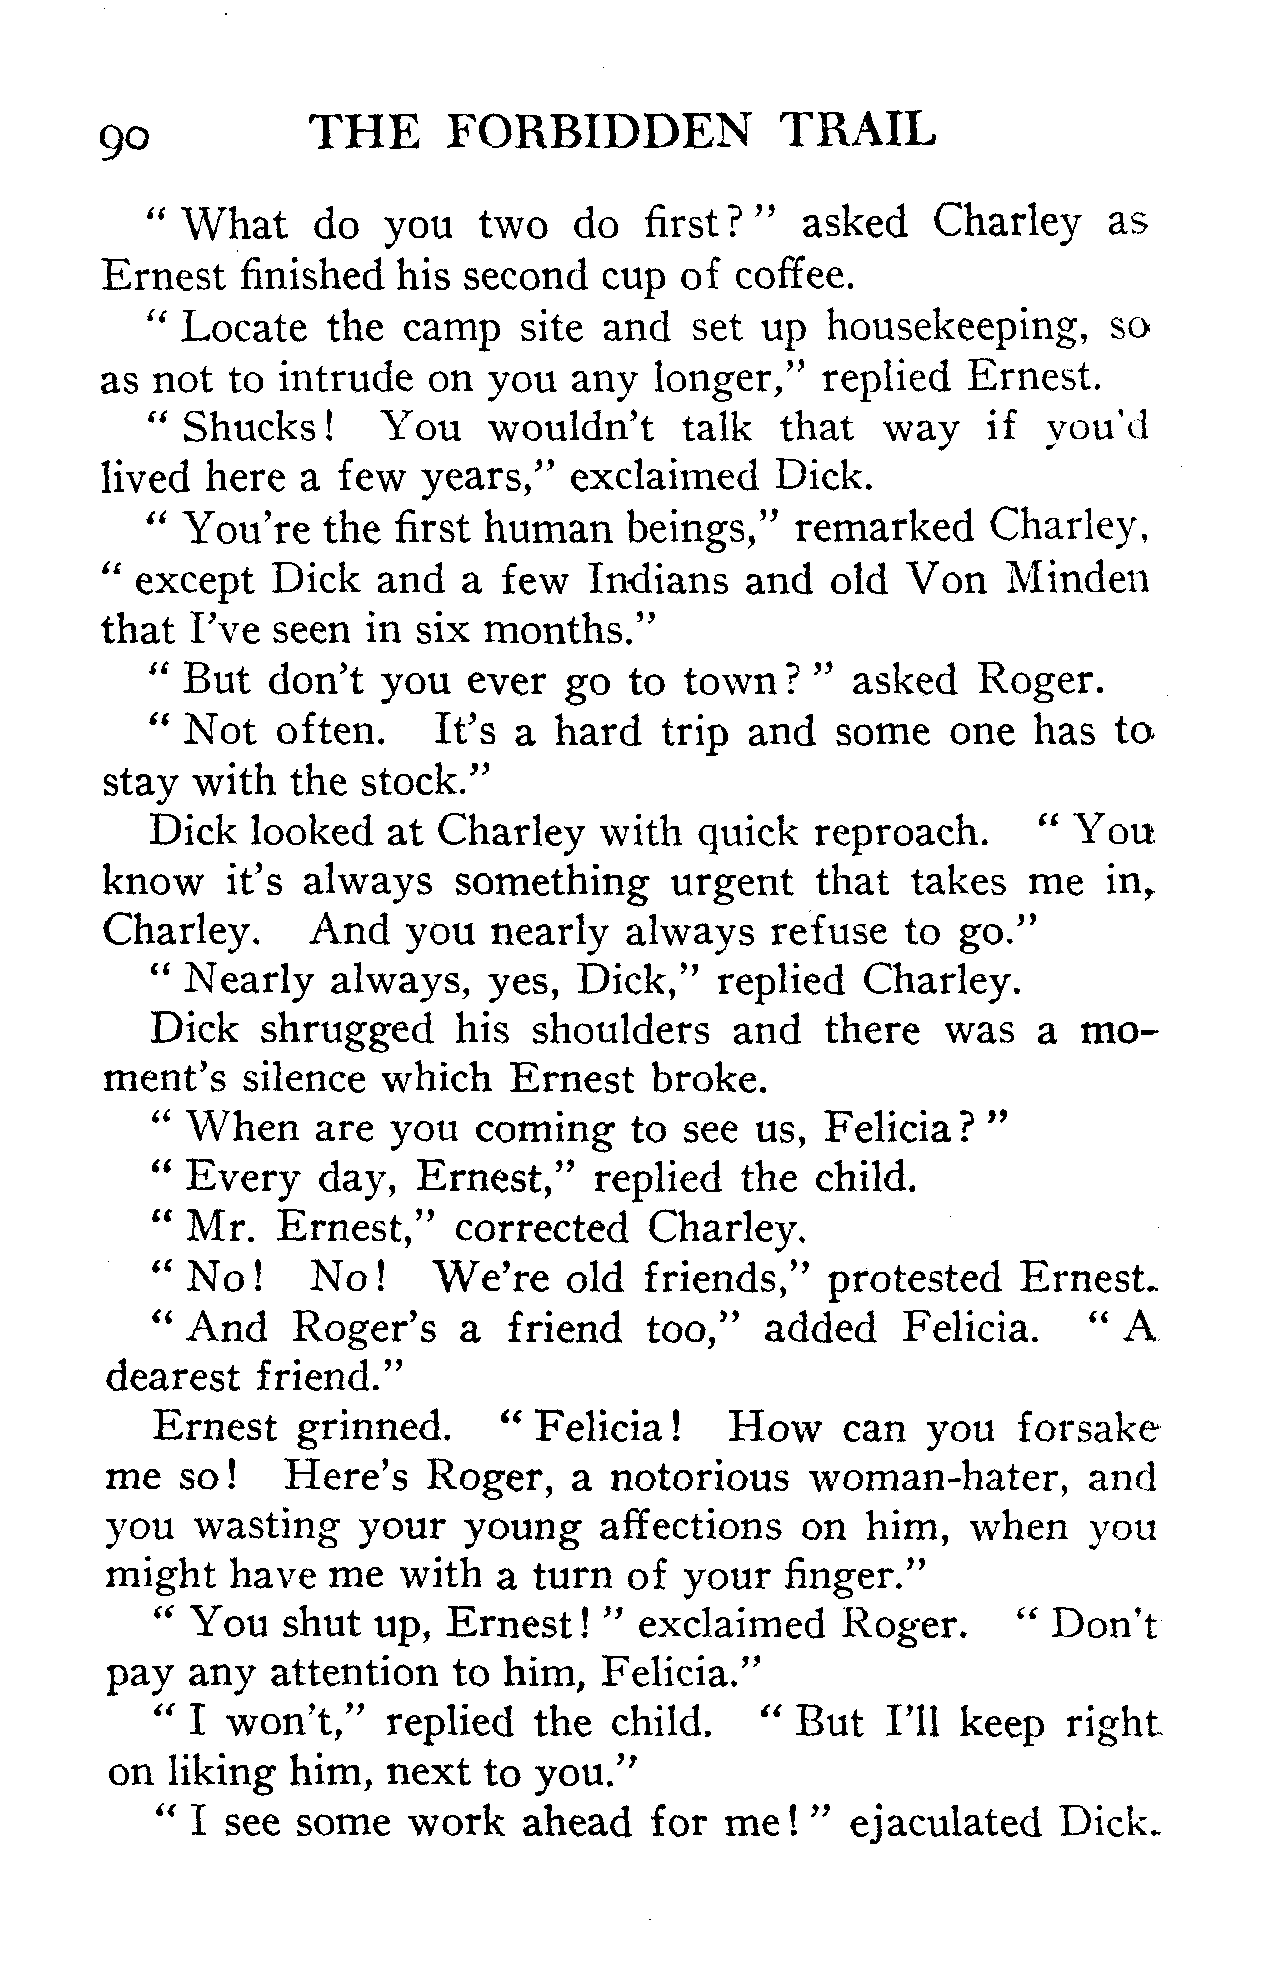 90 THE FORBIDDEN TRAIL
" What do you two do first? " asked Charley as
Ernest finished his second cup of coffee.
" Locate the camp site and set up housekeeping, so
as not to intrude on you any longer," replied Ernest.
" Shucks! You wouldn't talk that way if you'd
lived here a few years," exclaimed Dick.
" You're the first human beings," remarked Charley,
" except Dick and a few Indians and old Von Minden
that I've seen in six months."
" But don't you ever go to town? " asked Roger.
" Not often. It's a hard trip and some one has to
stay with the stock."
Dick looked at Charley with quick reproach. " You
know it's always something urgent that takes me in,
Charley. And you nearly always refuse to go."
" Nearly always, yes, Dick," replied Charley.
Dick shrugged his shoulders and there was a mo-
ment's silence which Ernest broke.
" When are you coming to see us, Felicia? "
" Every day, Ernest," replied the child.
" Mr. Ernest," corrected Charley.
" No! No! We're old friends," protested Ernest.
" And Roger's a friend too," added Felicia. " A
dearest friend."
Ernest grinned. " Felicia! How can you forsake
me so! Here's Roger, a notorious woman-hater, and
you wasting your young affections on him, when you
might have me with a turn of your finger."
" You shut up, Ernest! " exclaimed Roger. " Don't
pay any attention to him, Felicia."
" I won't," replied the child. " But I'll keep right
on liking him, next to you."
" I see some work ahead for me! " ejaculated Dick.